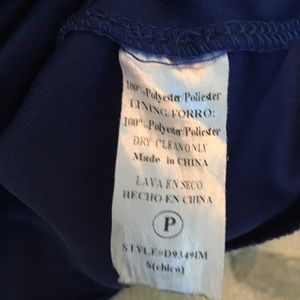 100%-Polyester/Poliester
LINING/FORRO:
100%-Polyester/Poliester
DRY CLEAN ONLY
Made in CHINA
LAVA EN SECO
HECHO EN CHINA
P
STYLE#D9349IM
S(chico)